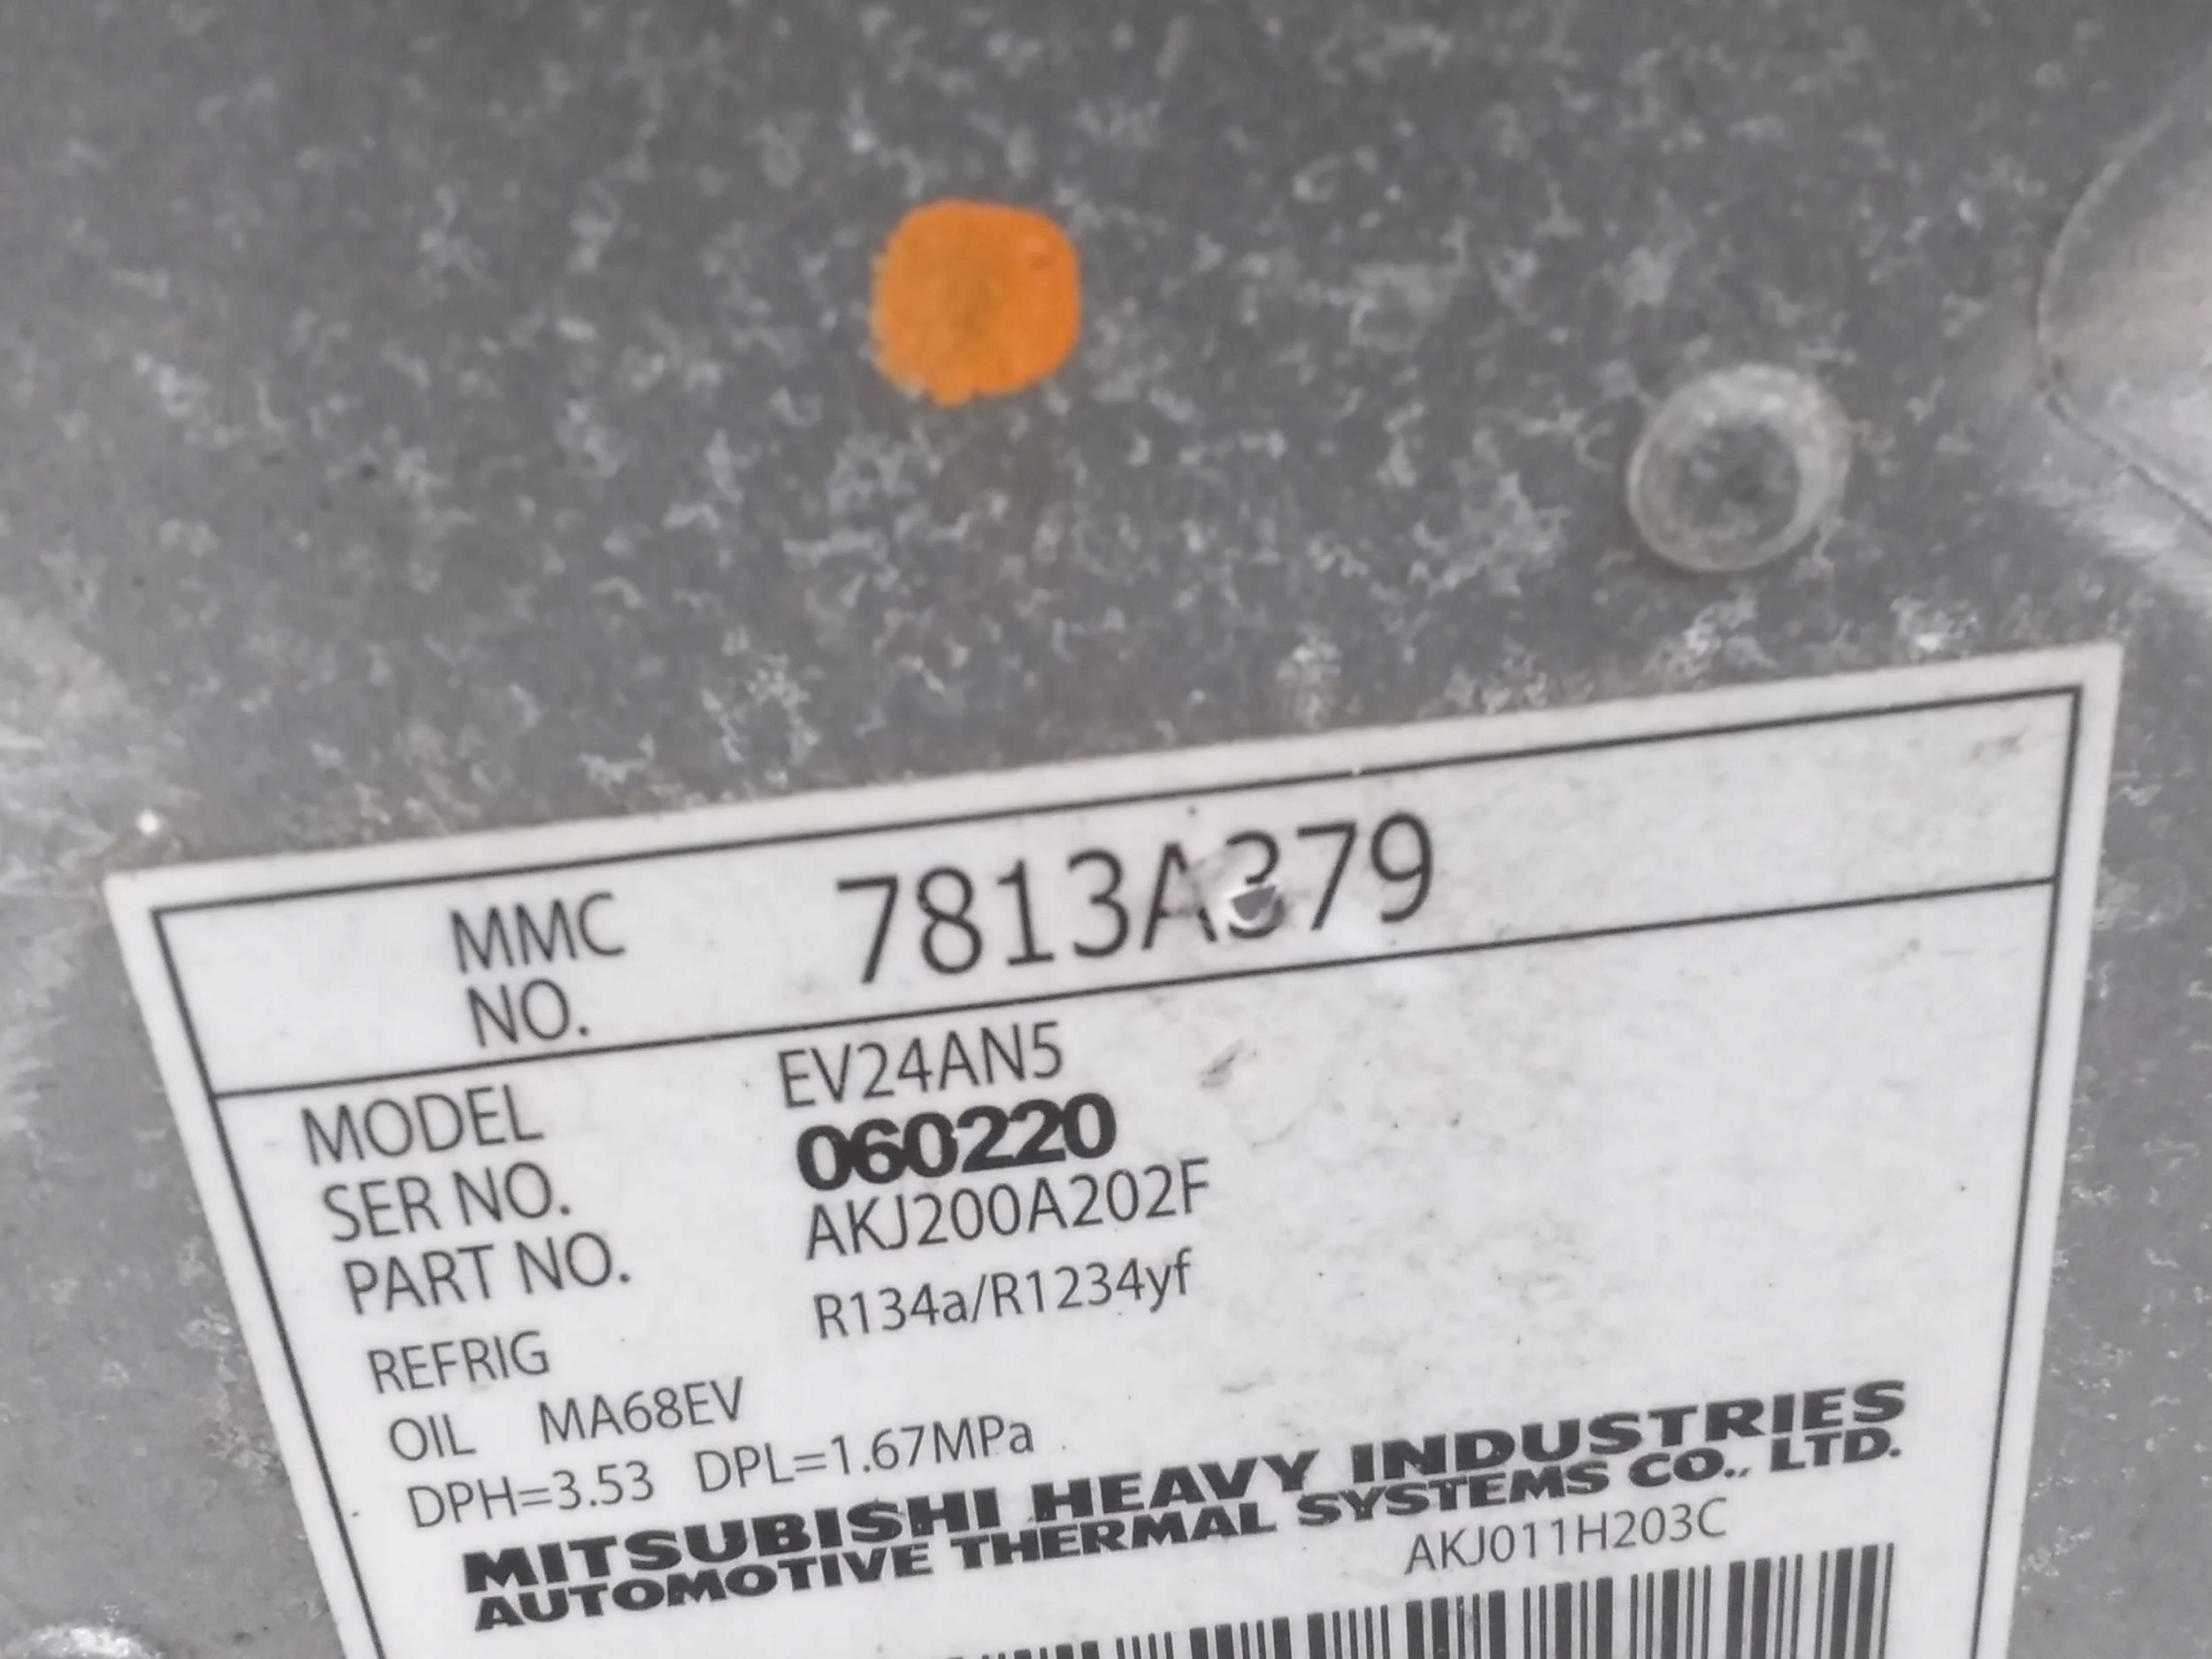 MMC NO. 7813A379
MODEL EV24AN5
SER NO. 060220
PART NO. AKJ200A202F
REFRIG R134a/R1234yf
OIL MA68EV
DPH=3.53 DPL=1.67MPa
MITSUBISHI HEAVY INDUSTRIES
AUTOMOTIVE THERMAL SYSTEMS CO., LTD.
AKJ011H203C